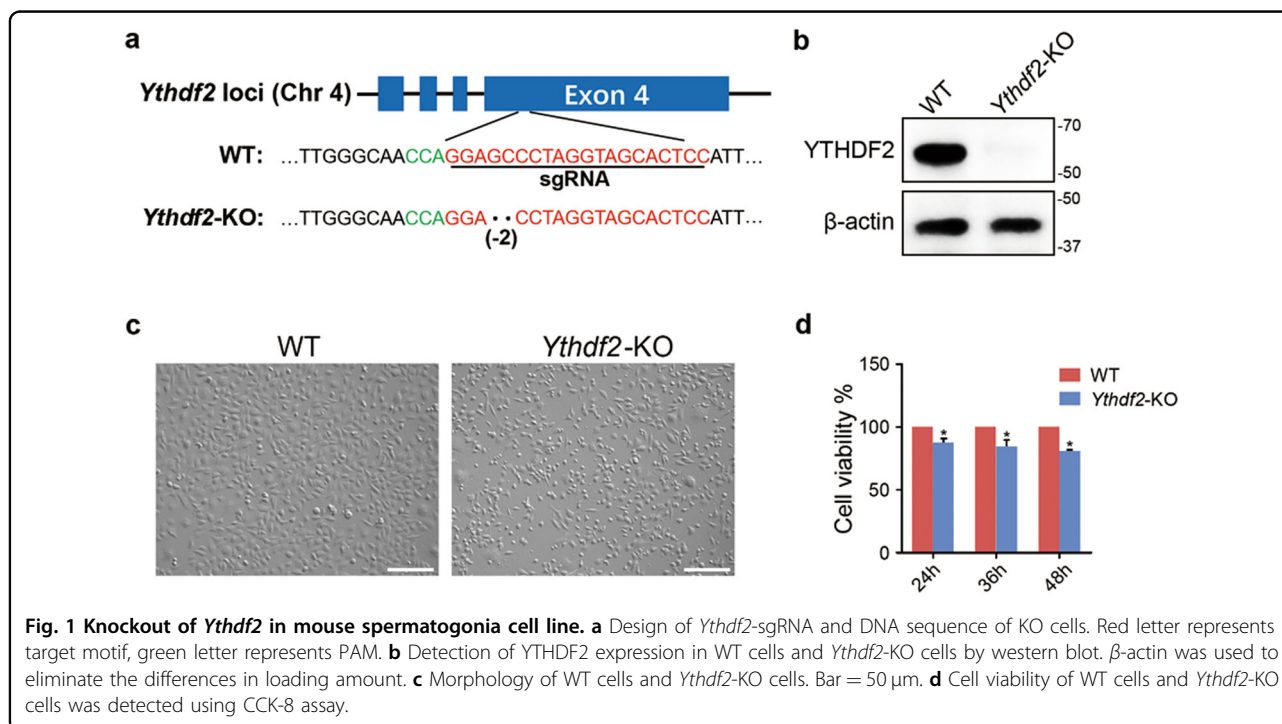 a
Ythdf2 loci (Chr 4)
Exon 4
WT: ...TTGGGCAACCAGGAGCCCTAGGTAGCACTCCATT...
sgRNA
Ythdf2-KO: ...TTGGGCAACCAGGA··CCTAGGTAGCACTCCATT...
(-2)
b
WT
Ythdf2-KO
YTHDF2
-70
-50
β-actin
-50
-37
c
WT
Ythdf2-KO
d
Cell viability %
150
100
50
0
WT
Ythdf2-KO
*
*
*
24h
36h
48h
Fig. 1 Knockout of Ythdf2 in mouse spermatogonia cell line. a Design of Ythdf2-sgRNA and DNA sequence of KO cells. Red letter represents
target motif, green letter represents PAM. b Detection of YTHDF2 expression in WT cells and Ythdf2-KO cells by western blot. β-actin was used to
eliminate the differences in loading amount. c Morphology of WT cells and Ythdf2-KO cells. Bar = 50 μm. d Cell viability of WT cells and Ythdf2-KO
cells was detected using CCK-8 assay.